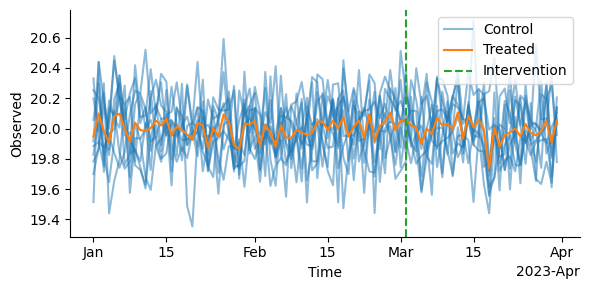 Control
Treated
Intervention
Observed
20.6
20.4
20.2
20.0
19.8
19.6
19.4
Jan
15
Feb
15
Mar
15
Apr
Time
2023-Apr